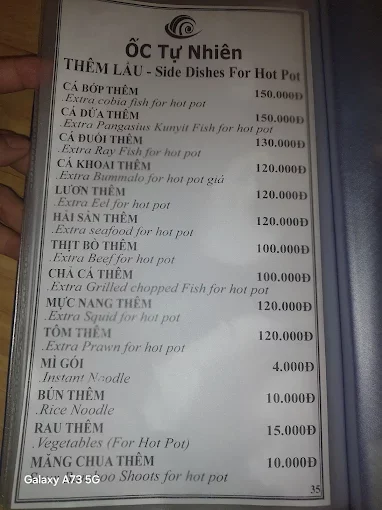 ỐC Tự Nhiên
THÊM LẨU - Side Dishes For Hot Pot
CÁ BỚP THÊM 150.000Đ
.Extra cobia fish for hot pot
CÁ DỨA THÊM 150.000Đ
.Extra Pangasius Kunyit Fish for hot pot
CÁ ĐUỐI THÊM 130.000Đ
.Extra Ray Fish for hot pot
CÁ KHOAI THÊM 120.000Đ
.Extra Bummalo for hot pot giá
LƯƠN THÊM 120.000Đ
.Extra Eel for hot pot
HẢI SẢN THÊM 120.000Đ
.Extra seafood for hot pot
THỊT BÒ THÊM 100.000Đ
.Extra Beef for hot pot
CHẢ CÁ THÊM 100.000Đ
.Extra Grilled chopped Fish for hot pot
MỰC NANG THÊM 120.000Đ
.Extra Squid for hot pot
TÔM THÊM 120.000Đ
.Extra Prawn for hot pot
MÌ GÓI 4.000Đ
.Instant Noodle
BÚN THÊM 10.000Đ
.Rice Noodle
RAU THÊM 15.000Đ
.Vegetables (For Hot Pot)
MĂNG CHUA THÊM 10.000Đ
Shoots for hot pot
35
Galaxy A73 5G